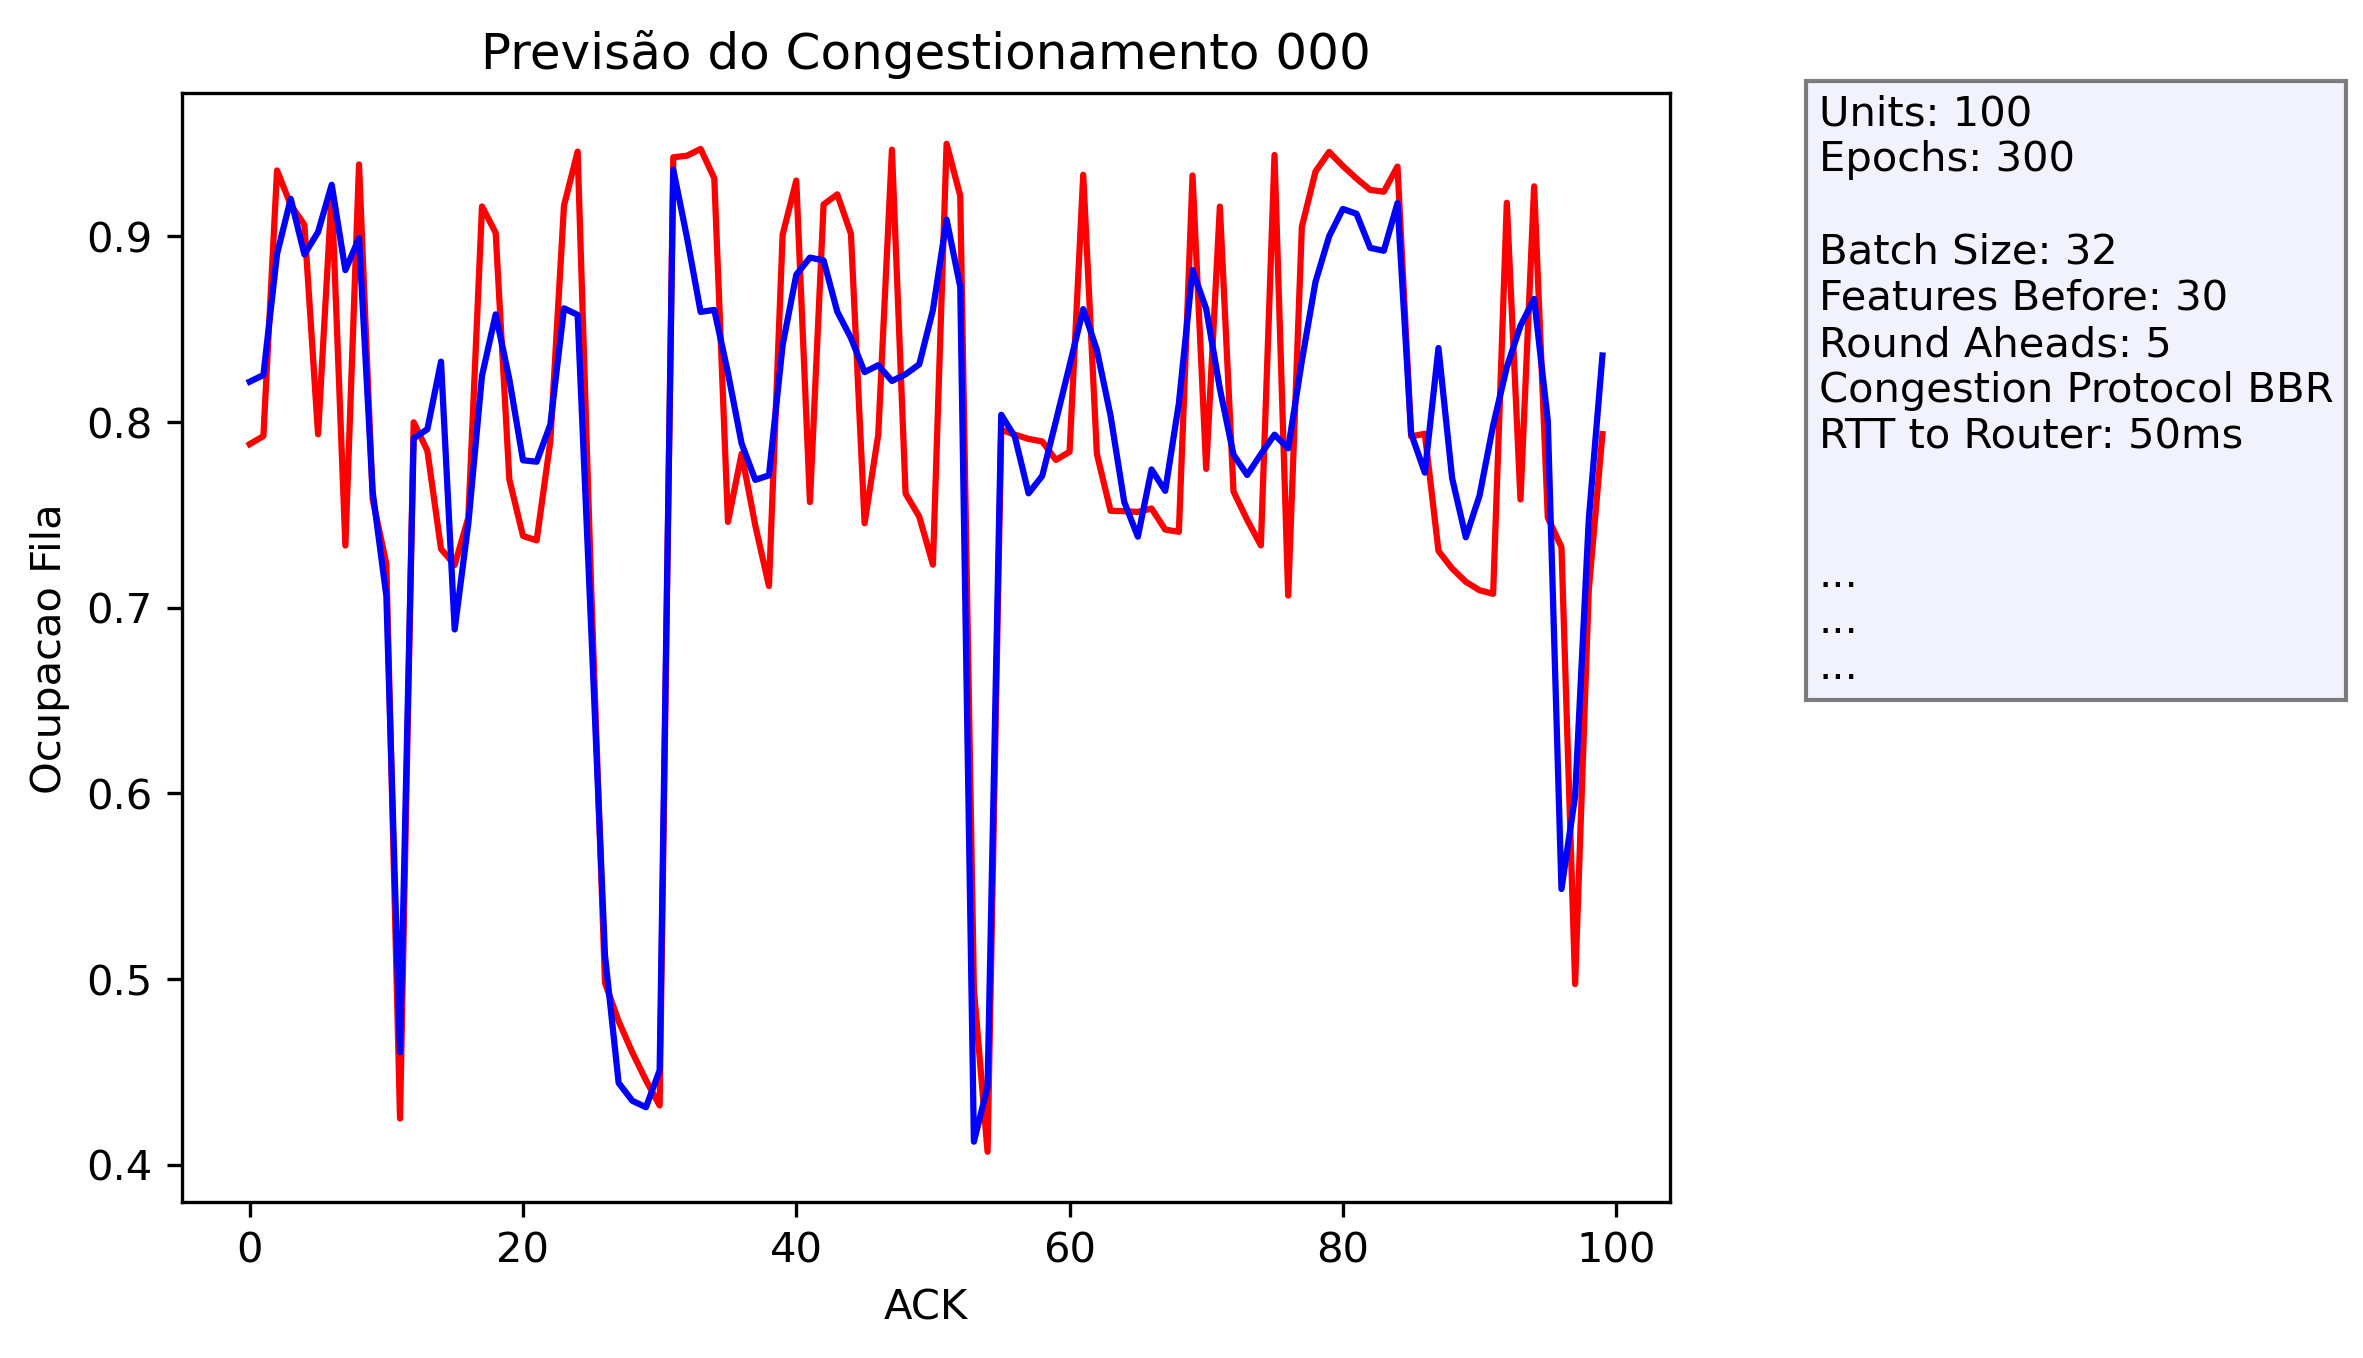 Previsão do Congestionamento 000
Units: 100
Epochs: 300
Batch Size: 32
Features Before: 30
Round Aheads: 5
Congestion Protocol BBR
RTT to Router: 50ms
...
...
...
Ocupacao Fila
0.9
0.8
0.7
0.6
0.5
0.4
0 20 40 60 80 100
ACK